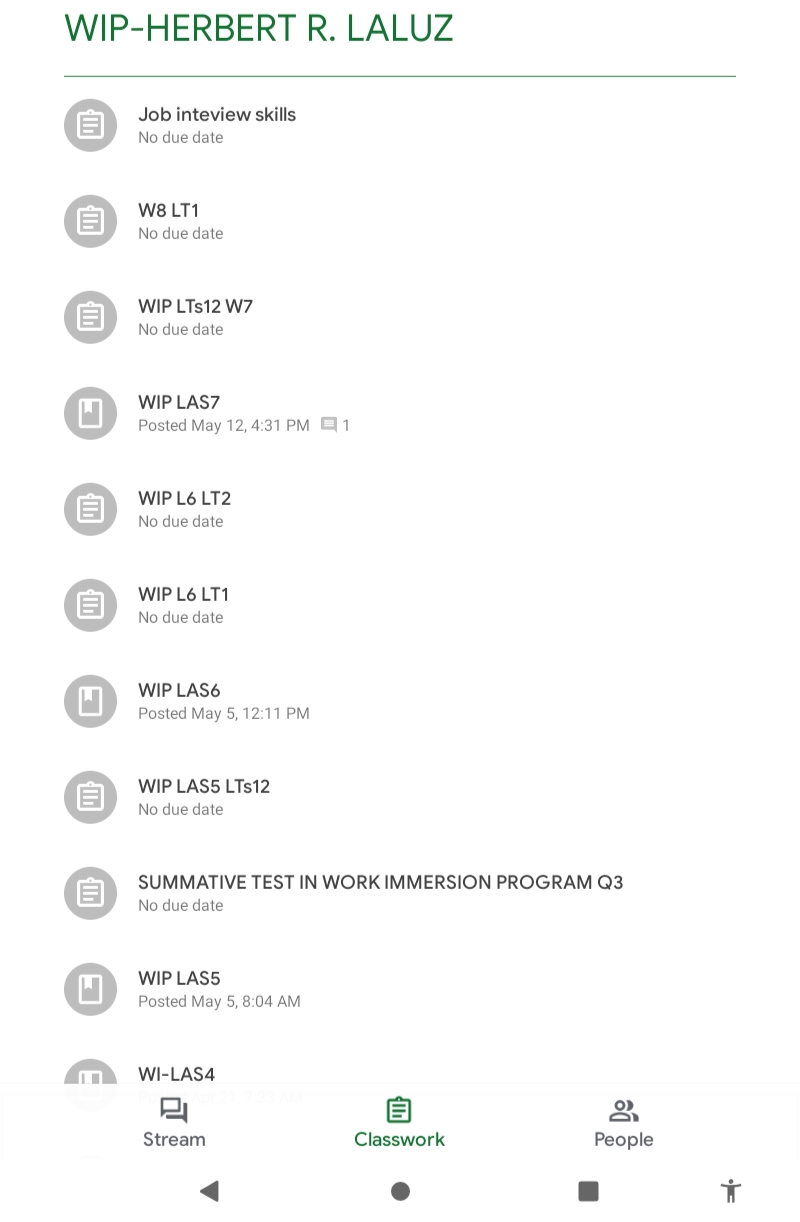 WIP-HERBERT R. LALUZ
Job inteview skills
No due date
W8 LT1
No due date
WIP LTs12 W7
No due date
WIP LAS7
Posted May 12, 4:31 PM 1
WIP L6 LT2
No due date
WIP L6 LT1
No due date
WIP LAS6
Posted May 5, 12:11 PM
WIP LAS5 LTs12
No due date
SUMMATIVE TEST IN WORK IMMERSION PROGRAM Q3
No due date
WIP LAS5
Posted May 5, 8:04 AM
WI-LAS4
Stream
Classwork
People